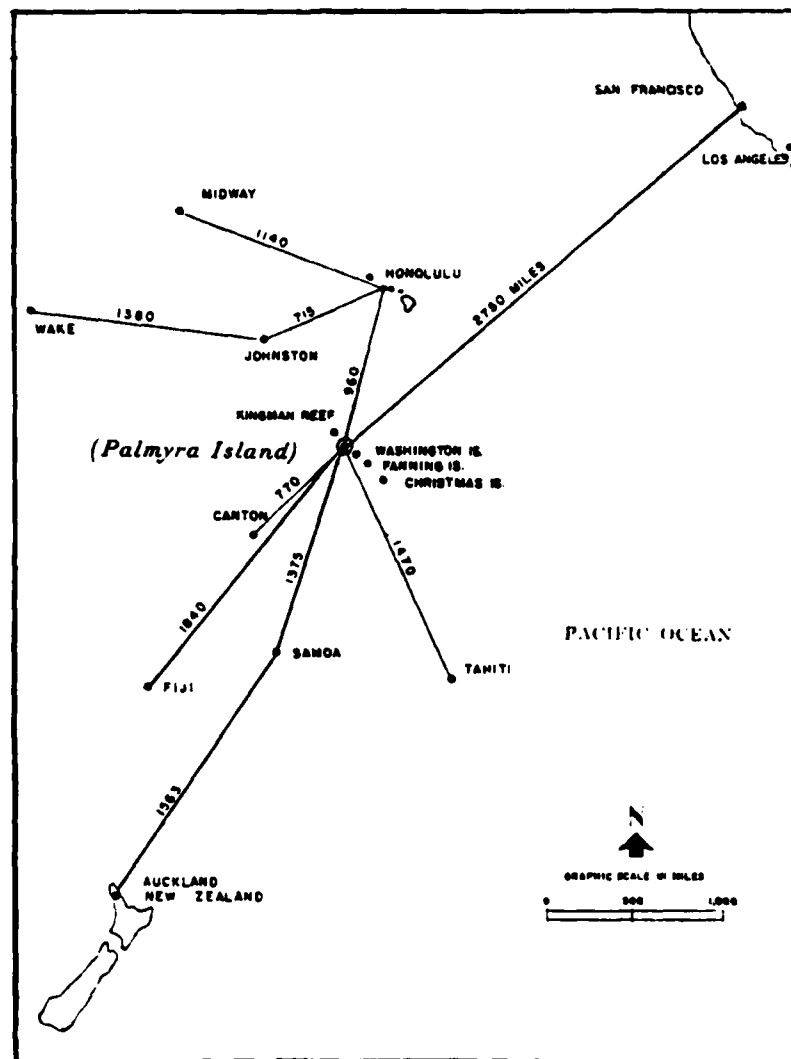 SAN FRANCISCO
LOS ANGELES
MIDWAY
1140
HONOLULU
2780 MILES
WAKE
1380
715
JOHNSTON
960
KINGMAN REEF
(Palmyra Island)
WASHINGTON IS.
FANNING IS.
CHRISTMAS IS.
770
CANTON
1470
1375
1840
PACIFIC OCEAN
SAMOA
TAHITI
FIJI
1563
N
AUCKLAND
NEW ZEALAND
GRAPHIC SCALE IN MILES
0 500 1,000